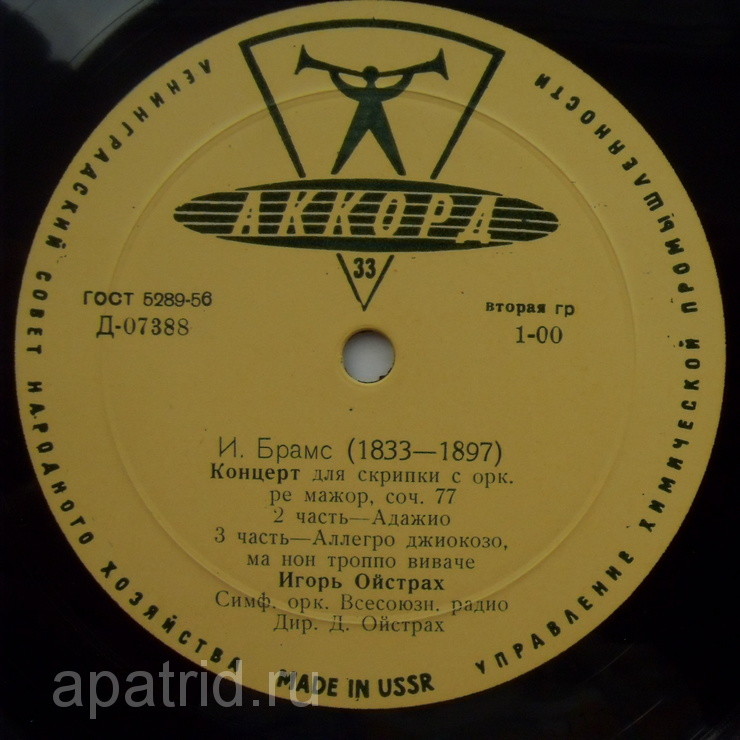 ЛЕНИНГРАДСКИЙ СОВЕТ НАРОДНОГО ХОЗЯЙСТВА
УПРАВЛЕНИЕ ХИМИЧЕСКОЙ ПРОМЫШЛЕННОСТИ
АККОРД
33
ГОСТ 5289-56
Д-07388
вторая гр
1-00
И. Брамс (1833—1897)
Концерт для скрипки с орк.
ре мажор, соч. 77
2 часть—Адажио
3 часть—Аллегро джиокозо,
ма нон троппо виваче
Игорь Ойстрах
Симф. орк. Всесоюзн. радио
Дир. Д. Ойстрах
MADE IN USSR
apatrid.ru